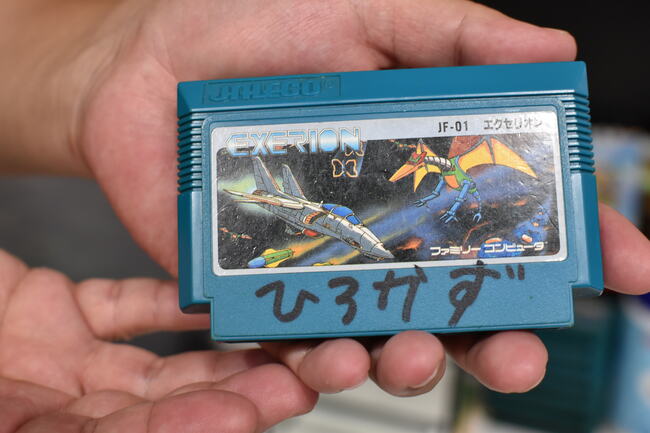 JALECO
EXERION
JF-01 エクセリオン
ファミリー コンピュータ
ひろかず